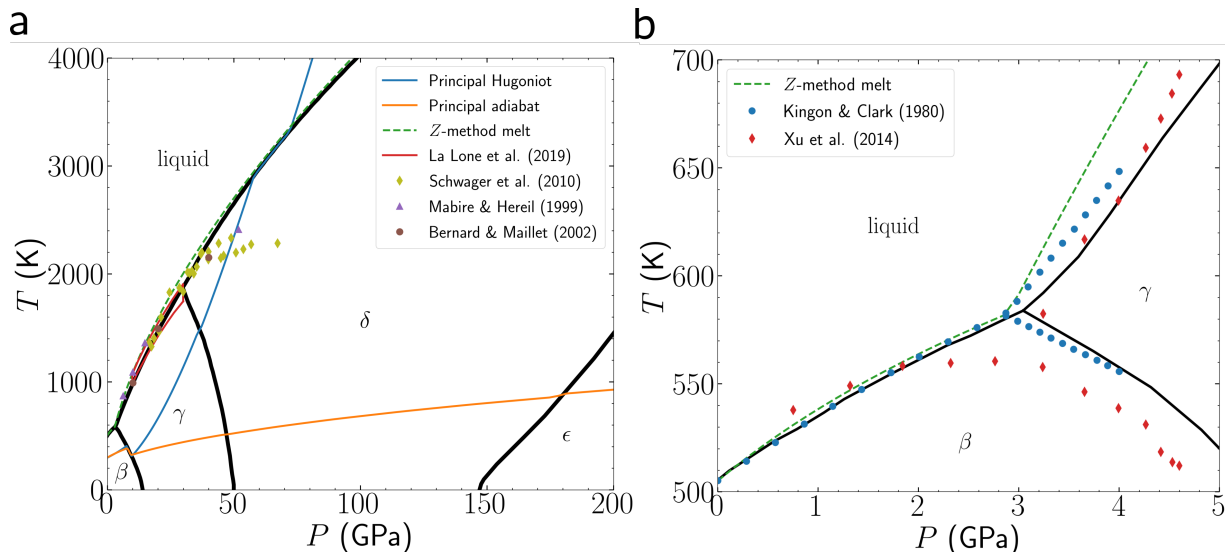 a
4000
3000
2000
1000
0
T (K)
0
50
100
150
200
P (GPa)
liquid
β
γ
δ
ϵ
Principal Hugoniot
Principal adiabat
Z-method melt
La Lone et al. (2019)
Schwager et al. (2010)
Mabire & Hereil (1999)
Bernard & Maillet (2002)
b
700
650
600
550
500
T (K)
0
1
2
3
4
5
P (GPa)
Z-method melt
Kingon & Clark (1980)
Xu et al. (2014)
liquid
γ
β